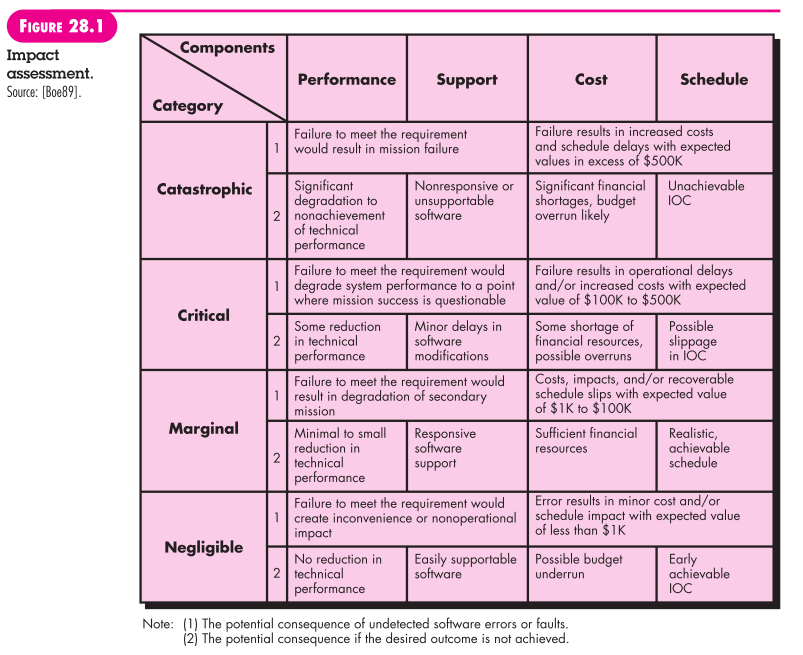 FIGURE 28.1
Impact
assessment.
Source: [Boe89].
Components
Category
Performance
Support
Cost
Schedule
Catastrophic
1
Failure to meet the requirement
would result in mission failure
Failure results in increased costs
and schedule delays with expected
values in excess of $500K
2
Significant
degradation to
nonachievement
of technical
performance
Nonresponsive or
unsupportable
software
Significant financial
shortages, budget
overrun likely
Unachievable
IOC
Critical
1
Failure to meet the requirement would
degrade system performance to a point
where mission success is questionable
Failure results in operational delays
and/or increased costs with expected
value of $100K to $500K
2
Some reduction
in technical
performance
Minor delays in
software
modifications
Some shortage of
financial resources,
possible overruns
Possible
slippage
in IOC
Marginal
1
Failure to meet the requirement would
result in degradation of secondary
mission
Costs, impacts, and/or recoverable
schedule slips with expected value
of $1K to $100K
2
Minimal to small
reduction in
technical
performance
Responsive
software
support
Sufficient financial
resources
Realistic,
achievable
schedule
Negligible
1
Failure to meet the requirement would
create inconvenience or nonoperational
impact
Error results in minor cost and/or
schedule impact with expected value
of less than $1K
2
No reduction in
technical
performance
Easily supportable
software
Possible budget
underrun
Early
achievable
IOC
Note: (1) The potential consequence of undetected software errors or faults.
(2) The potential consequence if the desired outcome is not achieved.